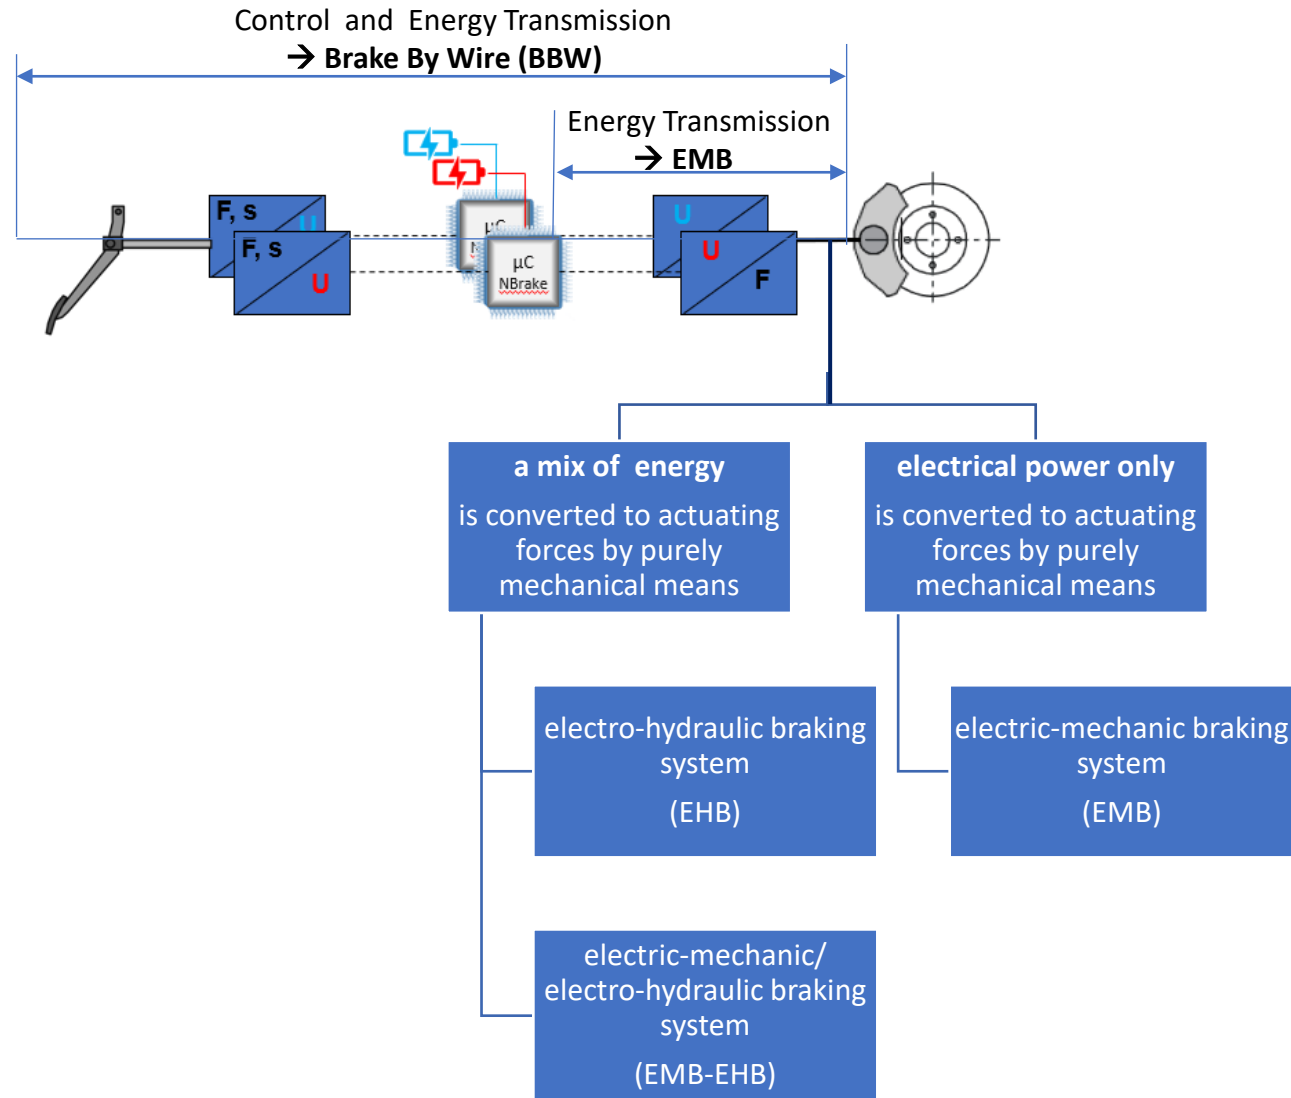 Control and Energy Transmission
→ Brake By Wire (BBW)
Energy Transmission
→ EMB
F, s
U
F, s
U
µC
µC
NBrake
U
U
F
a mix of energy
is converted to actuating
forces by purely
mechanical means
electrical power only
is converted to actuating
forces by purely
mechanical means
electro-hydraulic braking
system
(EHB)
electric-mechanic braking
system
(EMB)
electric-mechanic/
electro-hydraulic braking
system
(EMB-EHB)